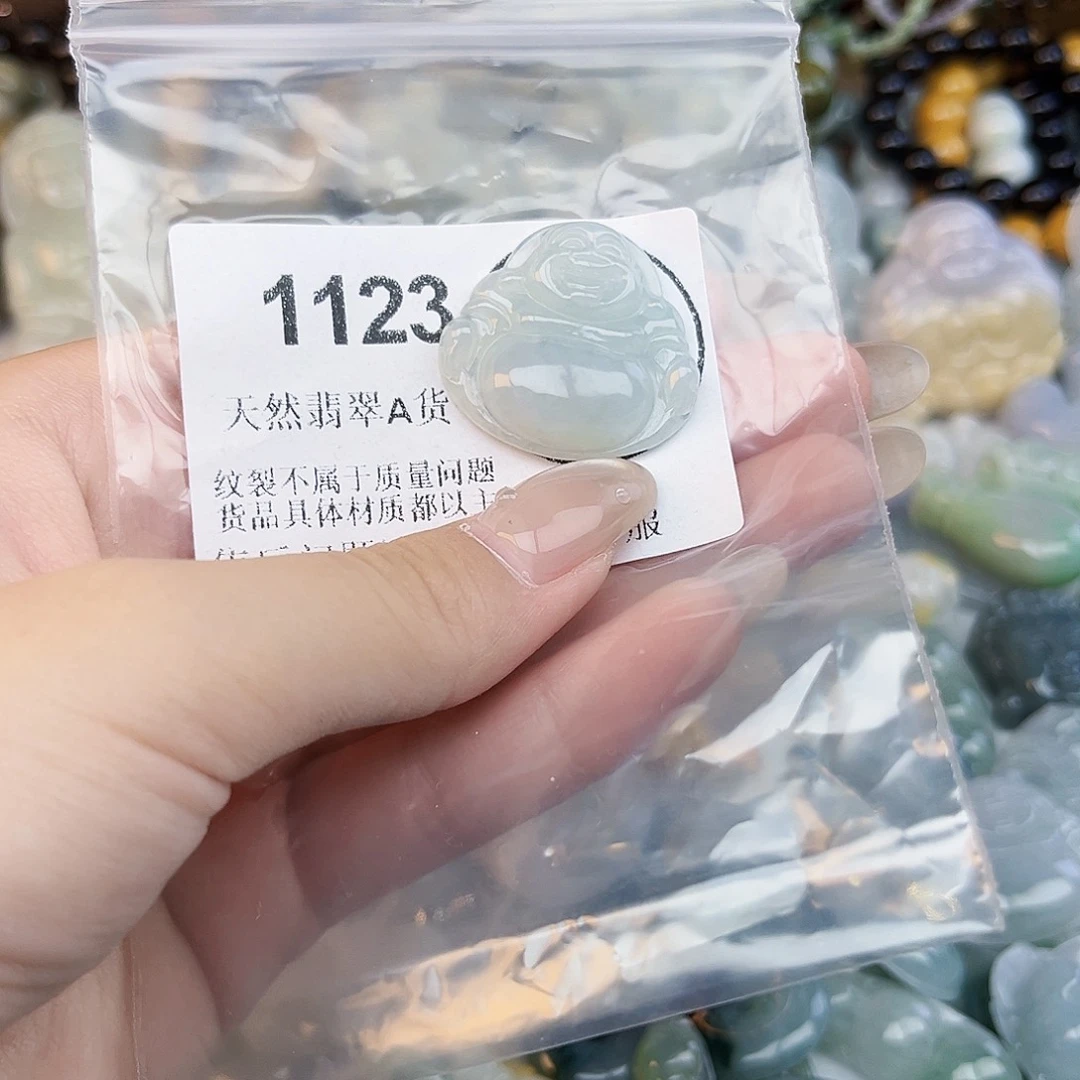 1123
天然翡翠A货
纹裂不属于质量问题
货品具体材质都以主
服